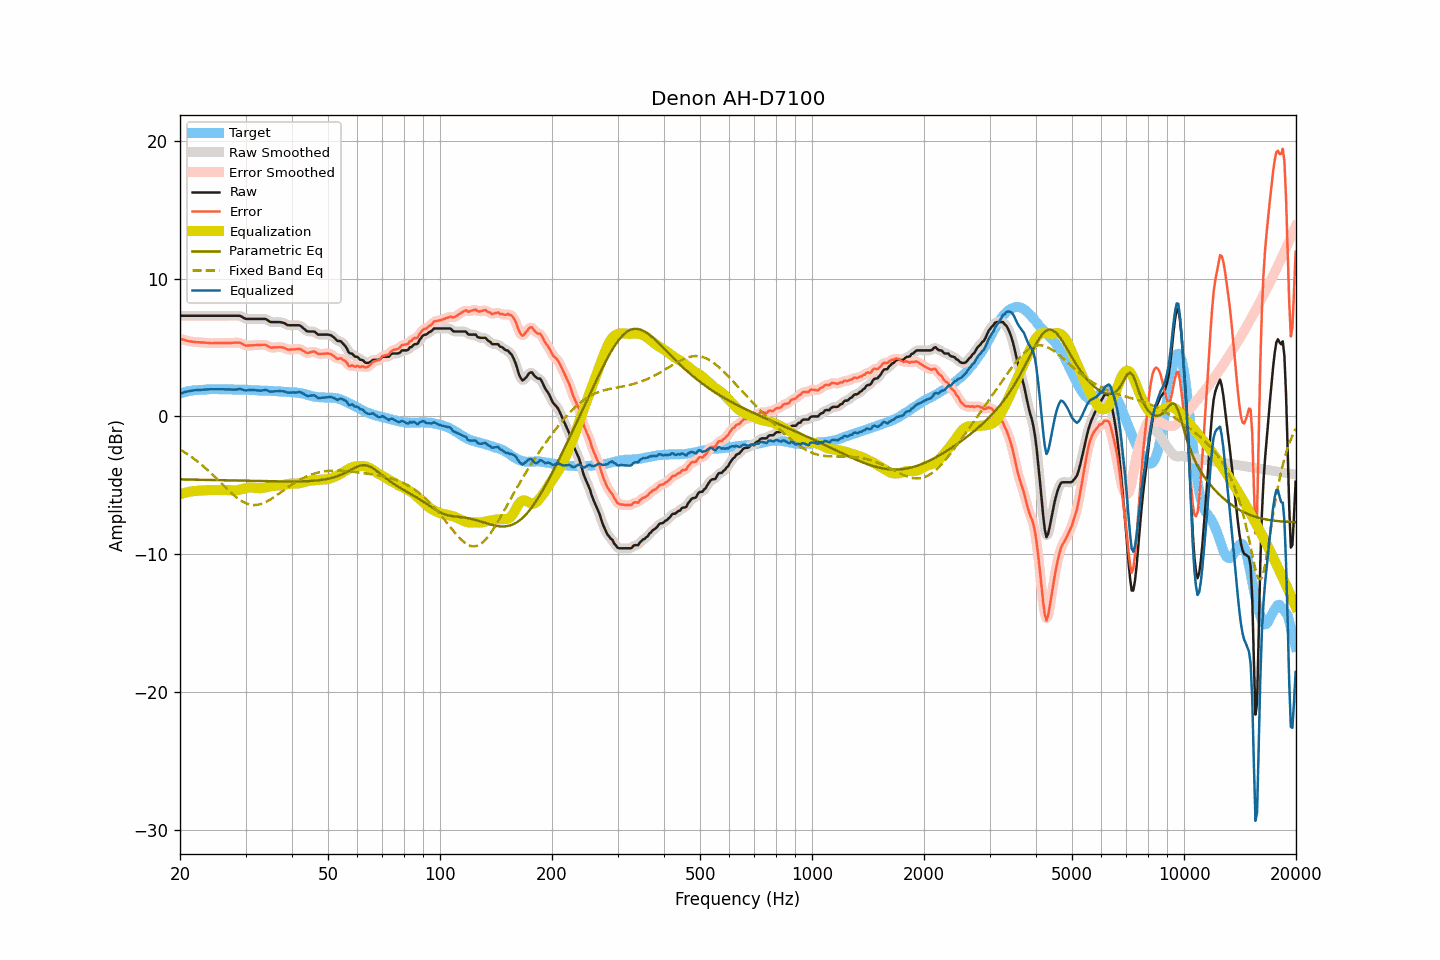 Denon AH-D7100
Target
Raw Smoothed
Error Smoothed
Raw
Error
Equalization
Parametric Eq
Fixed Band Eq
Equalized
20
10
0
−10
−20
−30
Amplitude (dBr)
20 50 100 200 500 1000 2000 5000 10000 20000
Frequency (Hz)